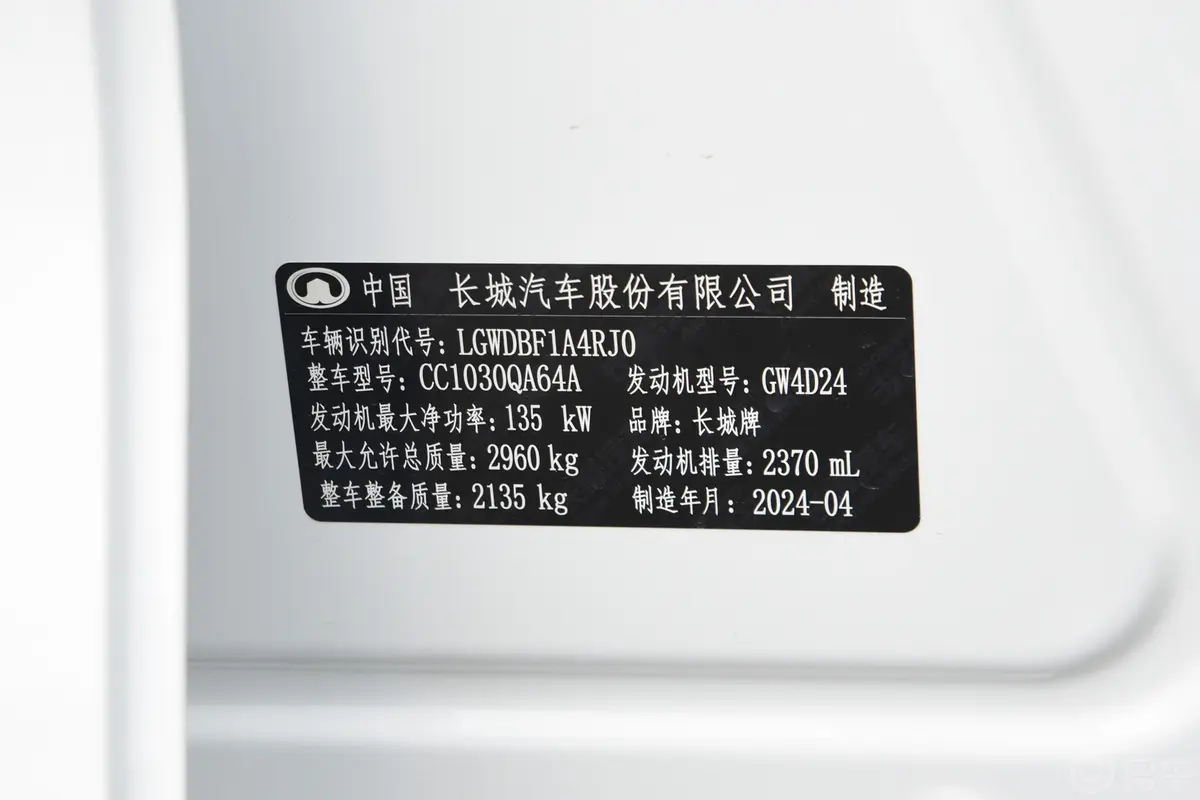 中国 长城汽车股份有限公司 制造
车辆识别代号: LGWDBF1A4RJ0
整车型号: CC1030QA64A 发动机型号: GW4D24
发动机最大净功率: 135 kW 品牌: 长城牌
最大允许总质量: 2960 kg 发动机排量: 2370 mL
整车整备质量: 2135 kg 制造年月: 2024-04